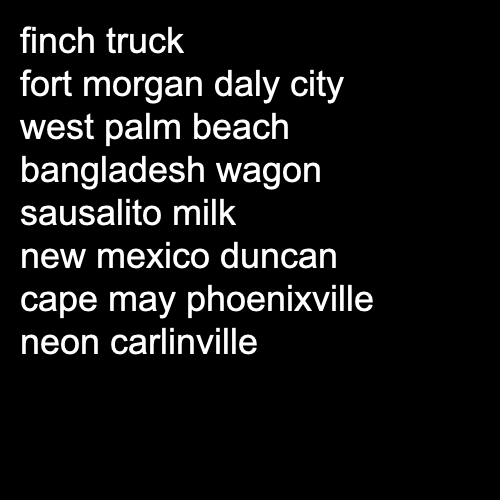 finch truck
fort morgan daly city
west palm beach
bangladesh wagon
sausalito milk
new mexico duncan
cape may phoenixville
neon carlinville